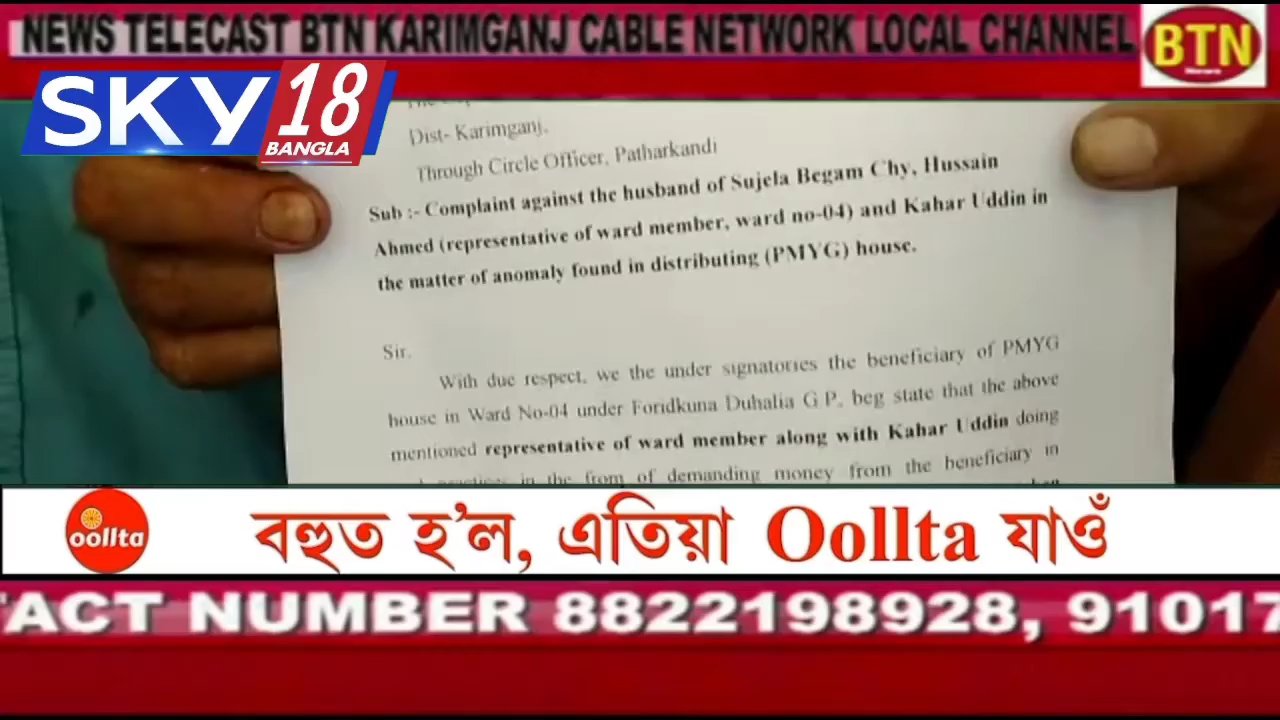 NEWS TELECAST BTN KARIMGANJ CABLE NETWORK LOCAL CHANNEL
BTN
SKY 18
BANGLA
Dist- Karimganj,
Through Circle Officer, Patharkandi
Sub :- Complaint against the husband of Sujela Begam Chy, Hussain
Ahmed (representative of ward member, ward no-04) and Kahar Uddin in
the matter of anomaly found in distributing (PMYG) house.
Sir,
With due respect, we the under signatories the beneficiary of PMYG
house in Ward No-04 under Foridkuna Duhalia G.P. beg state that the above
mentioned representative of ward member along with Kahar Uddin doing
in the from of demanding money from the beneficiary in
oollta
বহুত হ'ল, এতিয়া Oollta যাওঁ
TACT NUMBER 8822198928, 91017